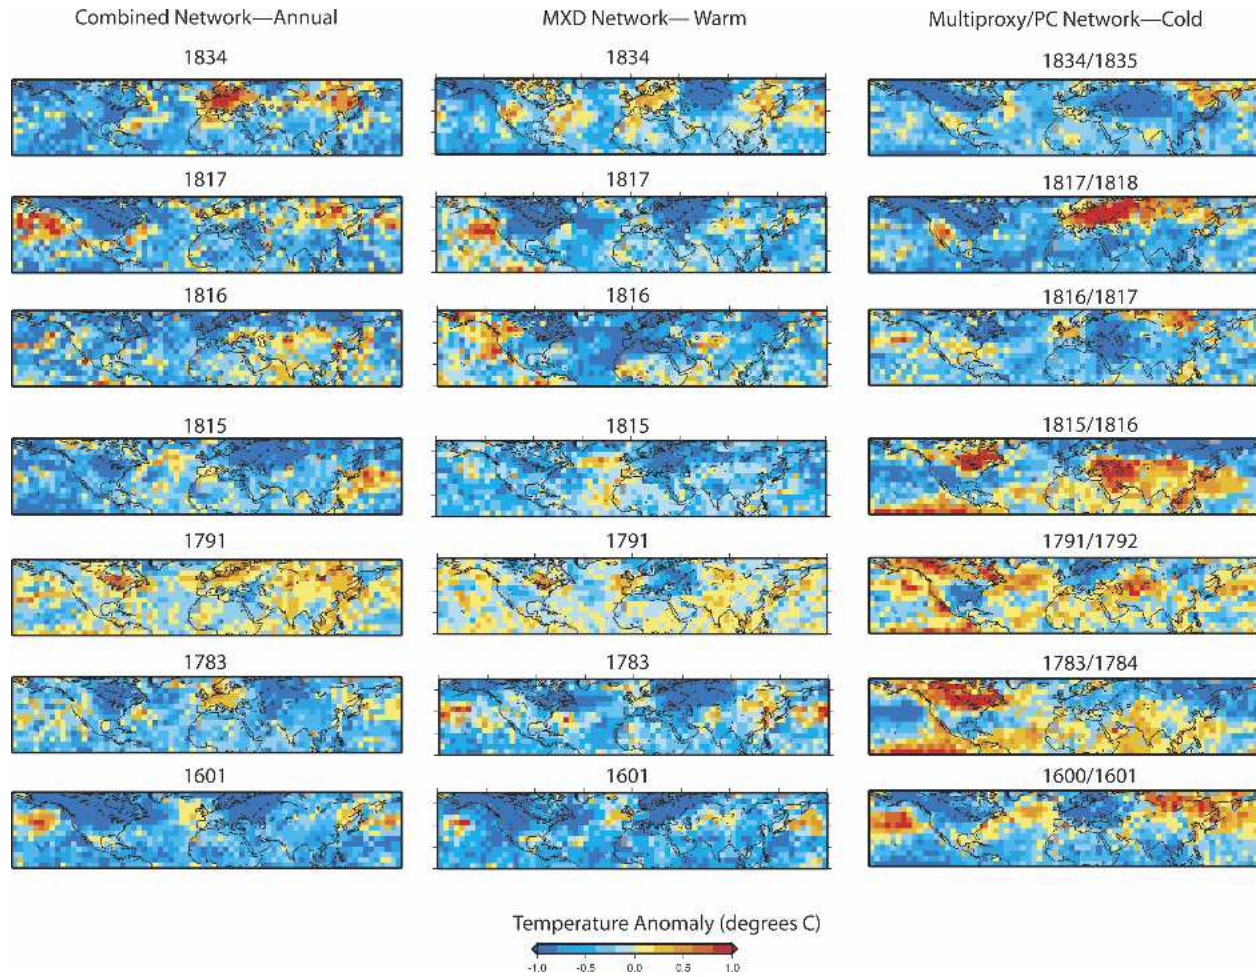 Combined Network—Annual MXD Network— Warm Multiproxy/PC Network—Cold
1834 1834 1834/1835
1817 1817 1817/1818
1816 1816 1816/1817
1815 1815 1815/1816
1791 1791 1791/1792
1783 1783 1783/1784
1601 1601 1600/1601
Temperature Anomaly (degrees C)
-1.0 -0.5 0.0 0.5 1.0